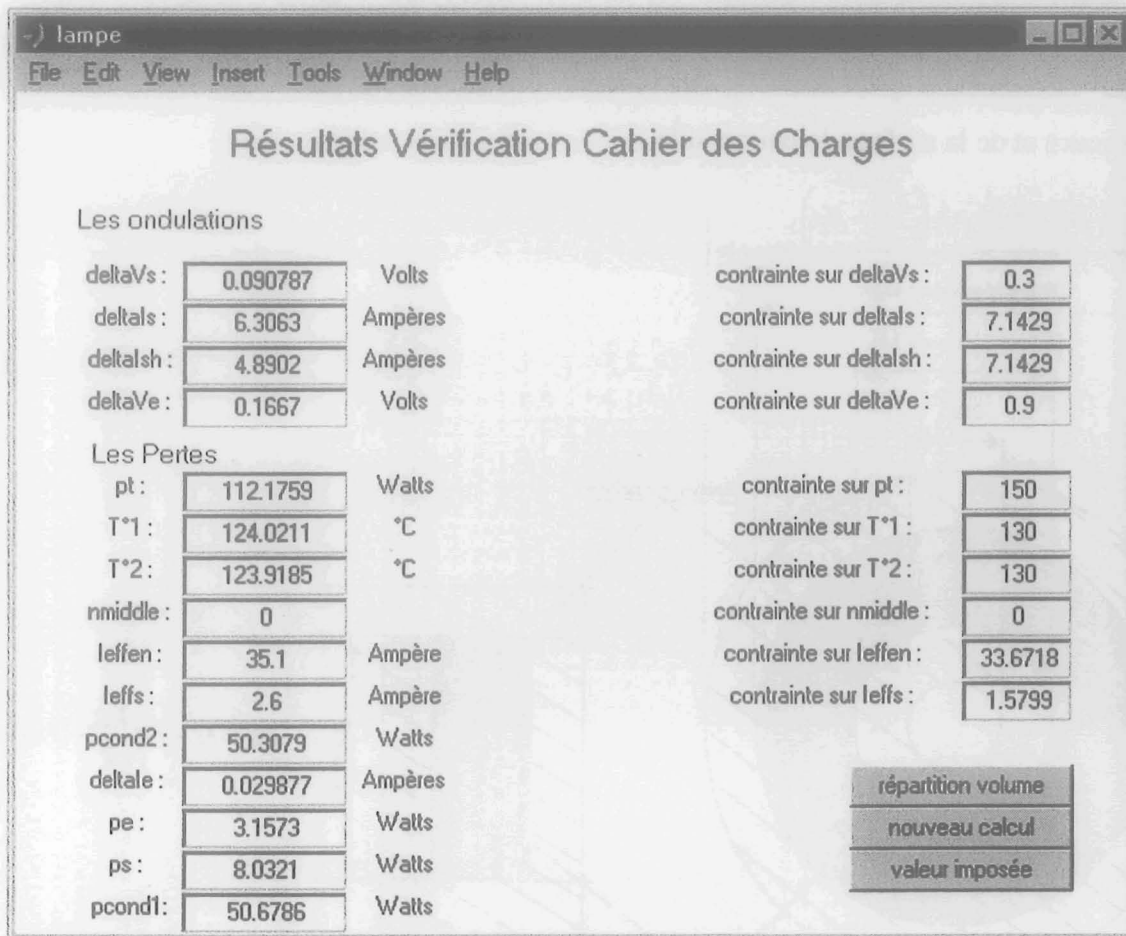 lampe
File Edit View Insert Tools Window Help
Résultats Vérification Cahier des Charges
Les ondulations
deltaVs : 0.090787 Volts contrainte sur deltaVs : 0.3
deltaIs : 6.3063 Ampères contrainte sur deltaIs : 7.1429
deltaIsh : 4.8902 Ampères contrainte sur deltaIsh : 7.1429
deltaVe : 0.1667 Volts contrainte sur deltaVe : 0.9
Les Pertes
pt : 112.1759 Watts contrainte sur pt : 150
T°1 : 124.0211 °C contrainte sur T°1 : 130
T°2 : 123.9185 °C contrainte sur T°2 : 130
nmiddle : 0 contrainte sur nmiddle : 0
Ieffen : 35.1 Ampère contrainte sur Ieffen : 33.6718
Ieffs : 2.6 Ampère contrainte sur Ieffs : 1.5799
pcond2 : 50.3079 Watts
deltaIe : 0.029877 Ampères répartition volume
pe : 3.1573 Watts nouveau calcul
ps : 8.0321 Watts valeur imposée
pcond1: 50.6786 Watts